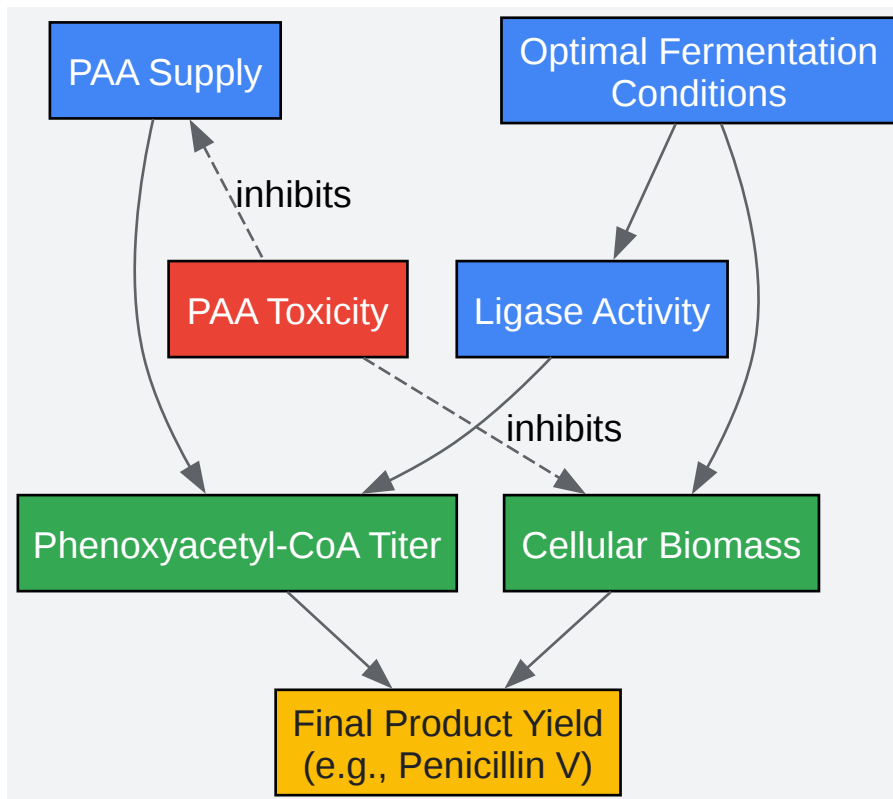 PAA Supply
Optimal Fermentation
Conditions
inhibits
PAA Toxicity
Ligase Activity
inhibits
Phenoxyacetyl-CoA Titer
Cellular Biomass
Final Product Yield
(e.g., Penicillin V)